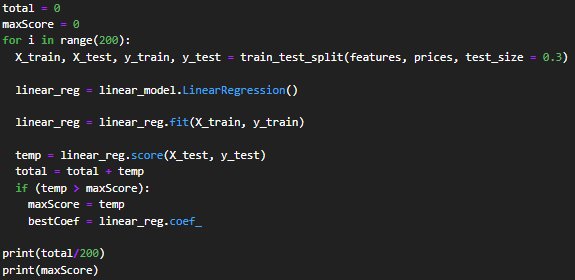 total = 0
maxScore = 0
for i in range(200):
  X_train, X_test, y_train, y_test = train_test_split(features, prices, test_size = 0.3)

  linear_reg = linear_model.LinearRegression()

  linear_reg = linear_reg.fit(X_train, y_train)

  temp = linear_reg.score(X_test, y_test)
  total = total + temp
  if (temp > maxScore):
    maxScore = temp
    bestCoef = linear_reg.coef_

print(total/200)
print(maxScore)